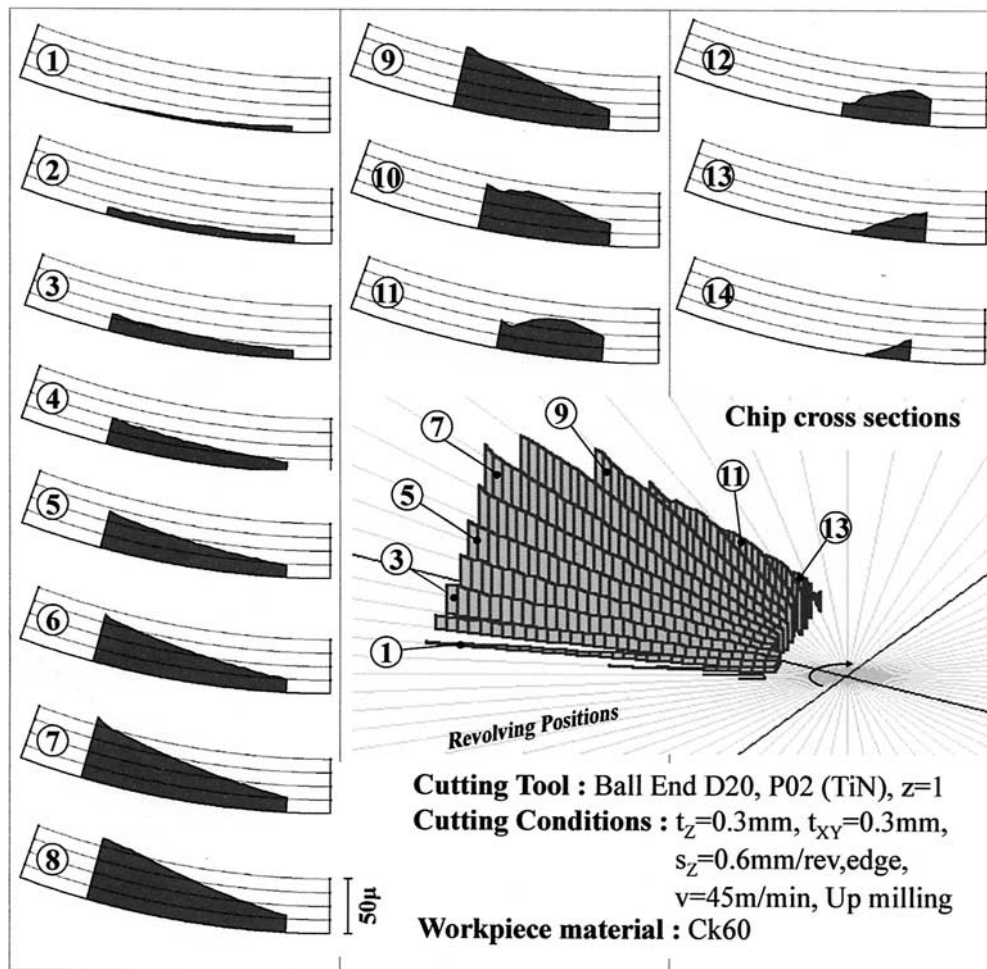 ①
②
③
④
⑤
⑥
⑦
⑧
50μ
⑨
⑩
⑪
⑫
⑬
⑭
Chip cross sections
⑦
⑨
⑪
⑤
⑬
③
①
Revolving Positions
Cutting Tool : Ball End D20, P02 (TiN), z=1
Cutting Conditions : tZ=0.3mm, tXY=0.3mm,
sZ=0.6mm/rev,edge,
v=45m/min, Up milling
Workpiece material : Ck60